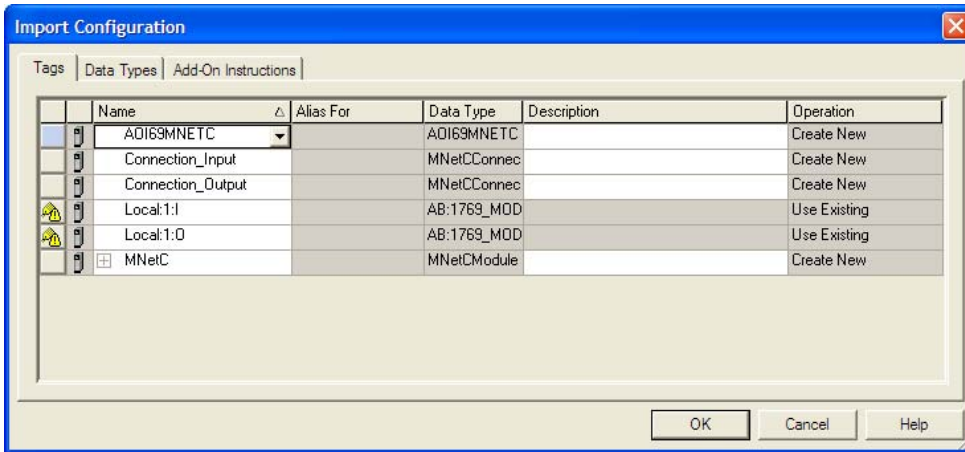 Import Configuration
Tags Data Types Add-On Instructions
Name Alias For Data Type Description Operation
AOI69MNETC AOI69MNETC Create New
Connection_Input MNetCConnec Create New
Connection_Output MNetCConnec Create New
Local:1:I AB:1769_MOD Use Existing
Local:1:O AB:1769_MOD Use Existing
MNetC MNetCModule Create New
OK Cancel Help